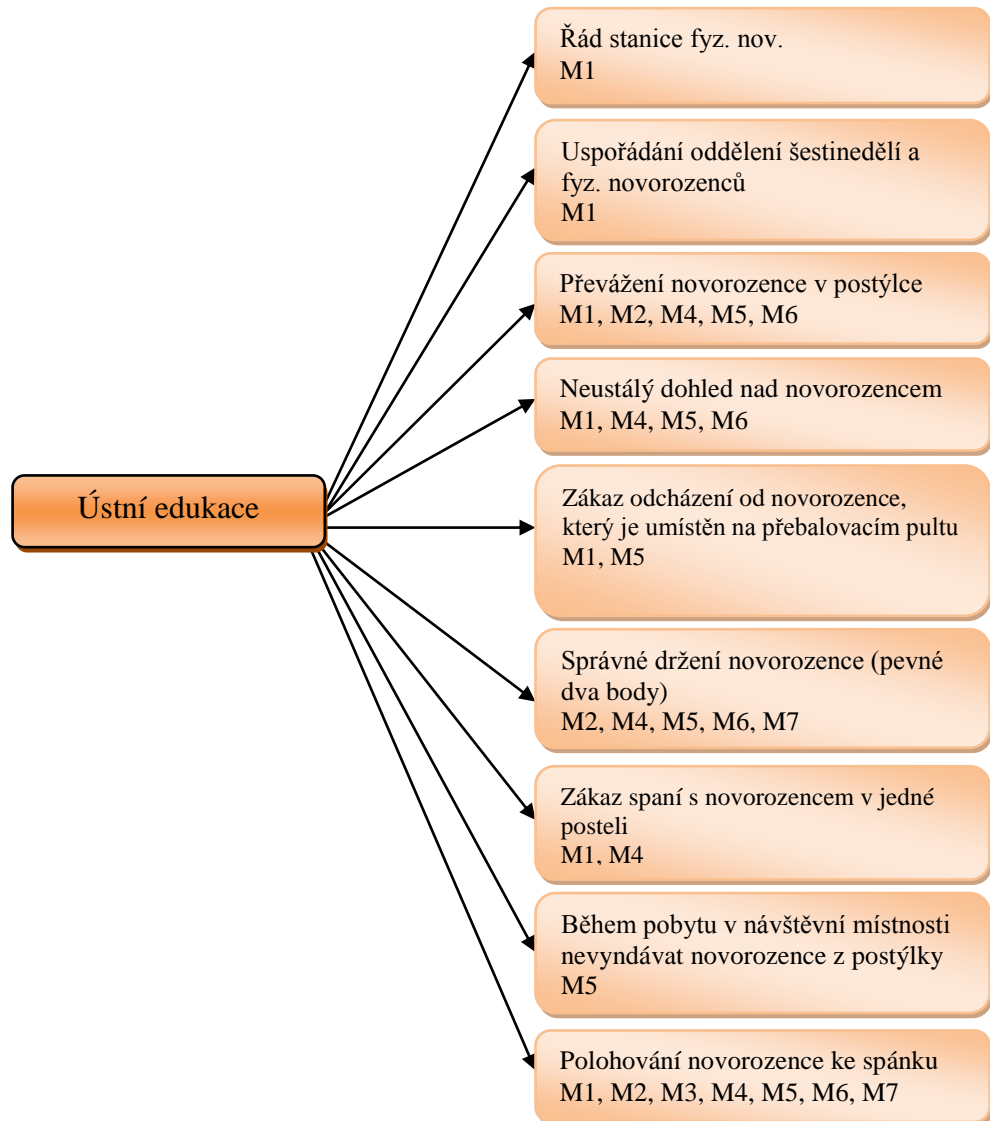 Řád stanice fyz. nov.
M1
Uspořádání oddělení šestinedělí a
fyz. novorozenců
M1
Převážení novorozence v postýlce
M1, M2, M4, M5, M6
Neustálý dohled nad novorozencem
M1, M4, M5, M6
Ústní edukace
Zákaz odcházení od novorozence,
který je umístěn na přebalovacím pultu
M1, M5
Správné držení novorozence (pevné
dva body)
M2, M4, M5, M6, M7
Zákaz spaní s novorozencem v jedné
posteli
M1, M4
Během pobytu v návštěvní místnosti
nevyndávat novorozence z postýlky
M5
Polohování novorozence ke spánku
M1, M2, M3, M4, M5, M6, M7